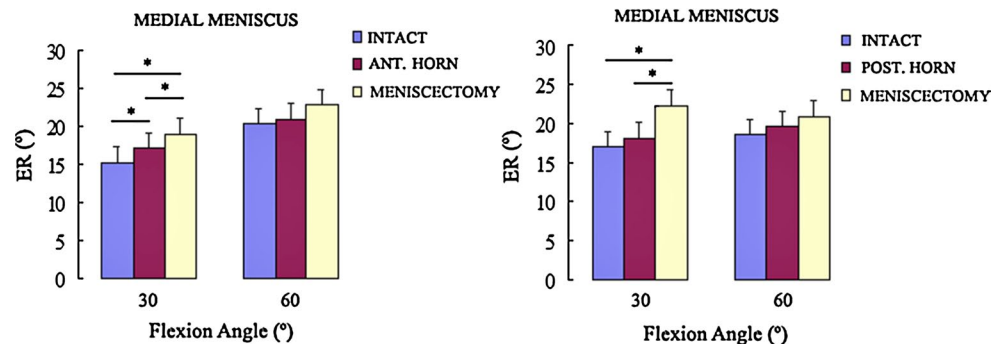 MEDIAL MENISCUS
INTACT
ANT. HORN
MENISCECTOMY
30
25
20
15
10
5
0
ER (º)
* * *
30 60
Flexion Angle (º)
MEDIAL MENISCUS
INTACT
POST. HORN
MENISCECTOMY
30
25
20
15
10
5
0
ER (º)
* *
30 60
Flexion Angle (º)